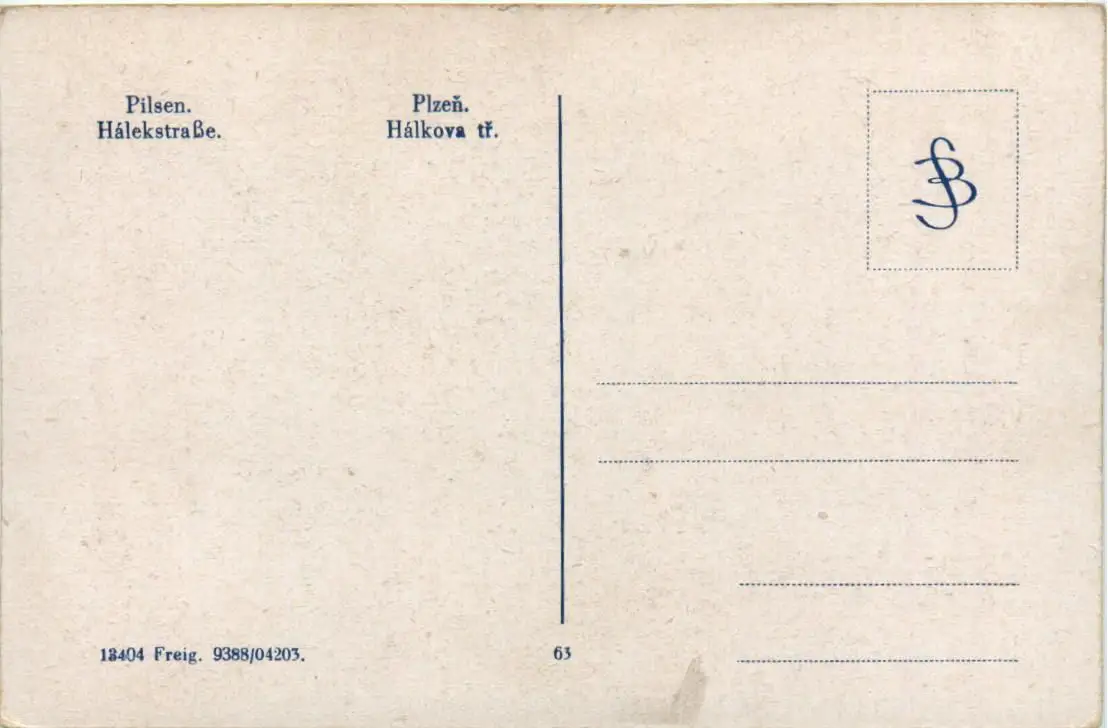 Pilsen.
Hálekstraße.
Plzeň.
Hálkova tř.
13404 Freig. 9388/04203.
63